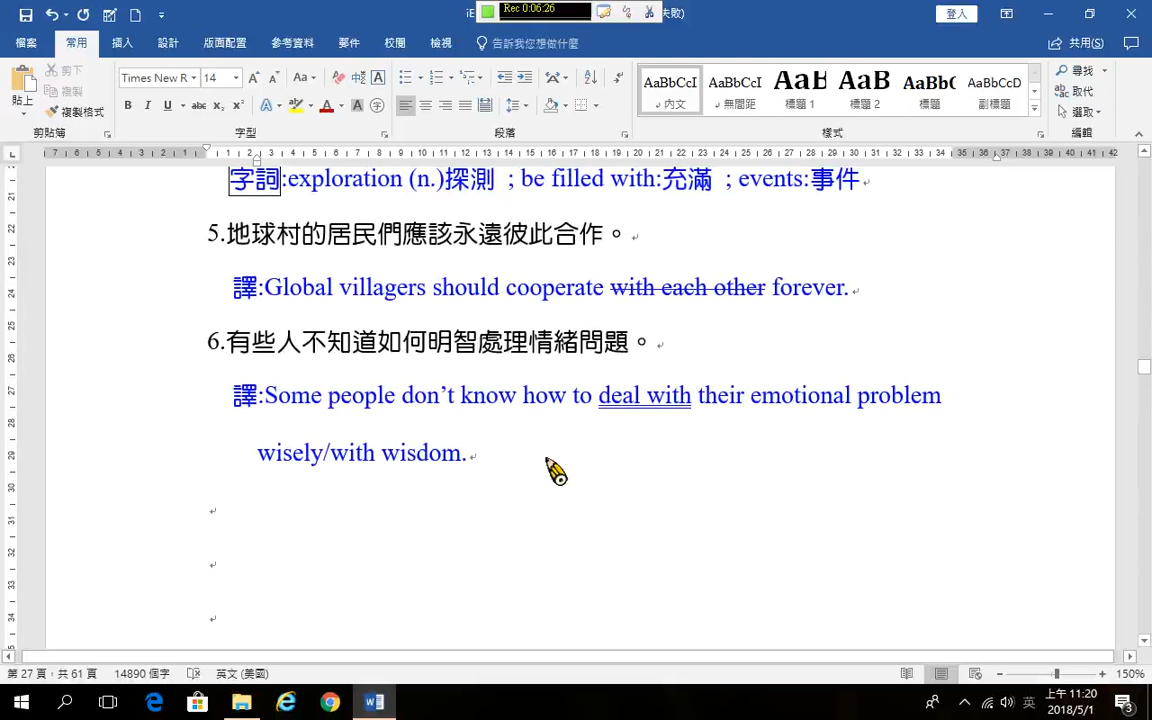 Rec 0:06:26
登入
檔案 常用 插入 設計 版面配置 參考資料 郵件 校閱 檢視 告訴我您想做什麼 共用(S)
貼上 剪下 複製 複製格式 剪貼簿
Times New R 14 字型
段落
AaBbCcI 內文 AaBbCcI 無間距 AaBb 標題 1 AaBb 標題 2 AaBb( 標題 AaBbCcD 副標題 樣式
尋找 取代 選取 編輯
字詞:exploration (n.)探測 ; be filled with:充滿 ; events:事件
5.地球村的居民們應該永遠彼此合作。
譯:Global villagers should cooperate with each other forever.
6.有些人不知道如何明智處理情緒問題。
譯:Some people don’t know how to deal with their emotional problem
wisely/with wisdom.
第 27 頁，共 61 頁 14890 個字 英文 (美國) 150%
英 上午 11:20
2018/5/1 3